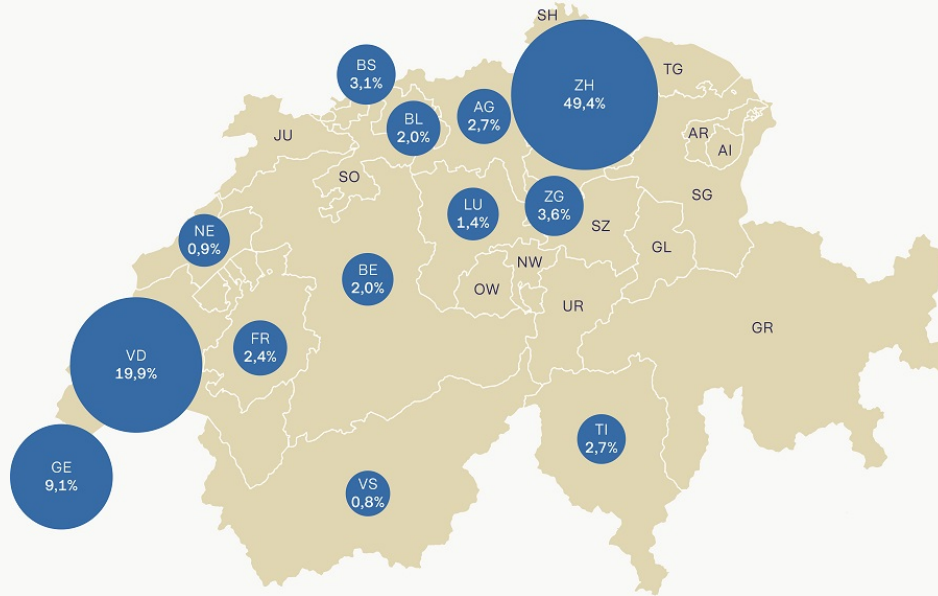 SH
BS
3,1%
ZH
49,4%
TG
AG
2,7%
BL
2,0%
JU
AR
AI
SO
SG
LU
1,4%
ZG
3,6%
SZ
NE
0,9%
GL
NW
BE
2,0%
OW
UR
GR
FR
2,4%
VD
19,9%
TI
2,7%
GE
9,1%
VS
0,8%